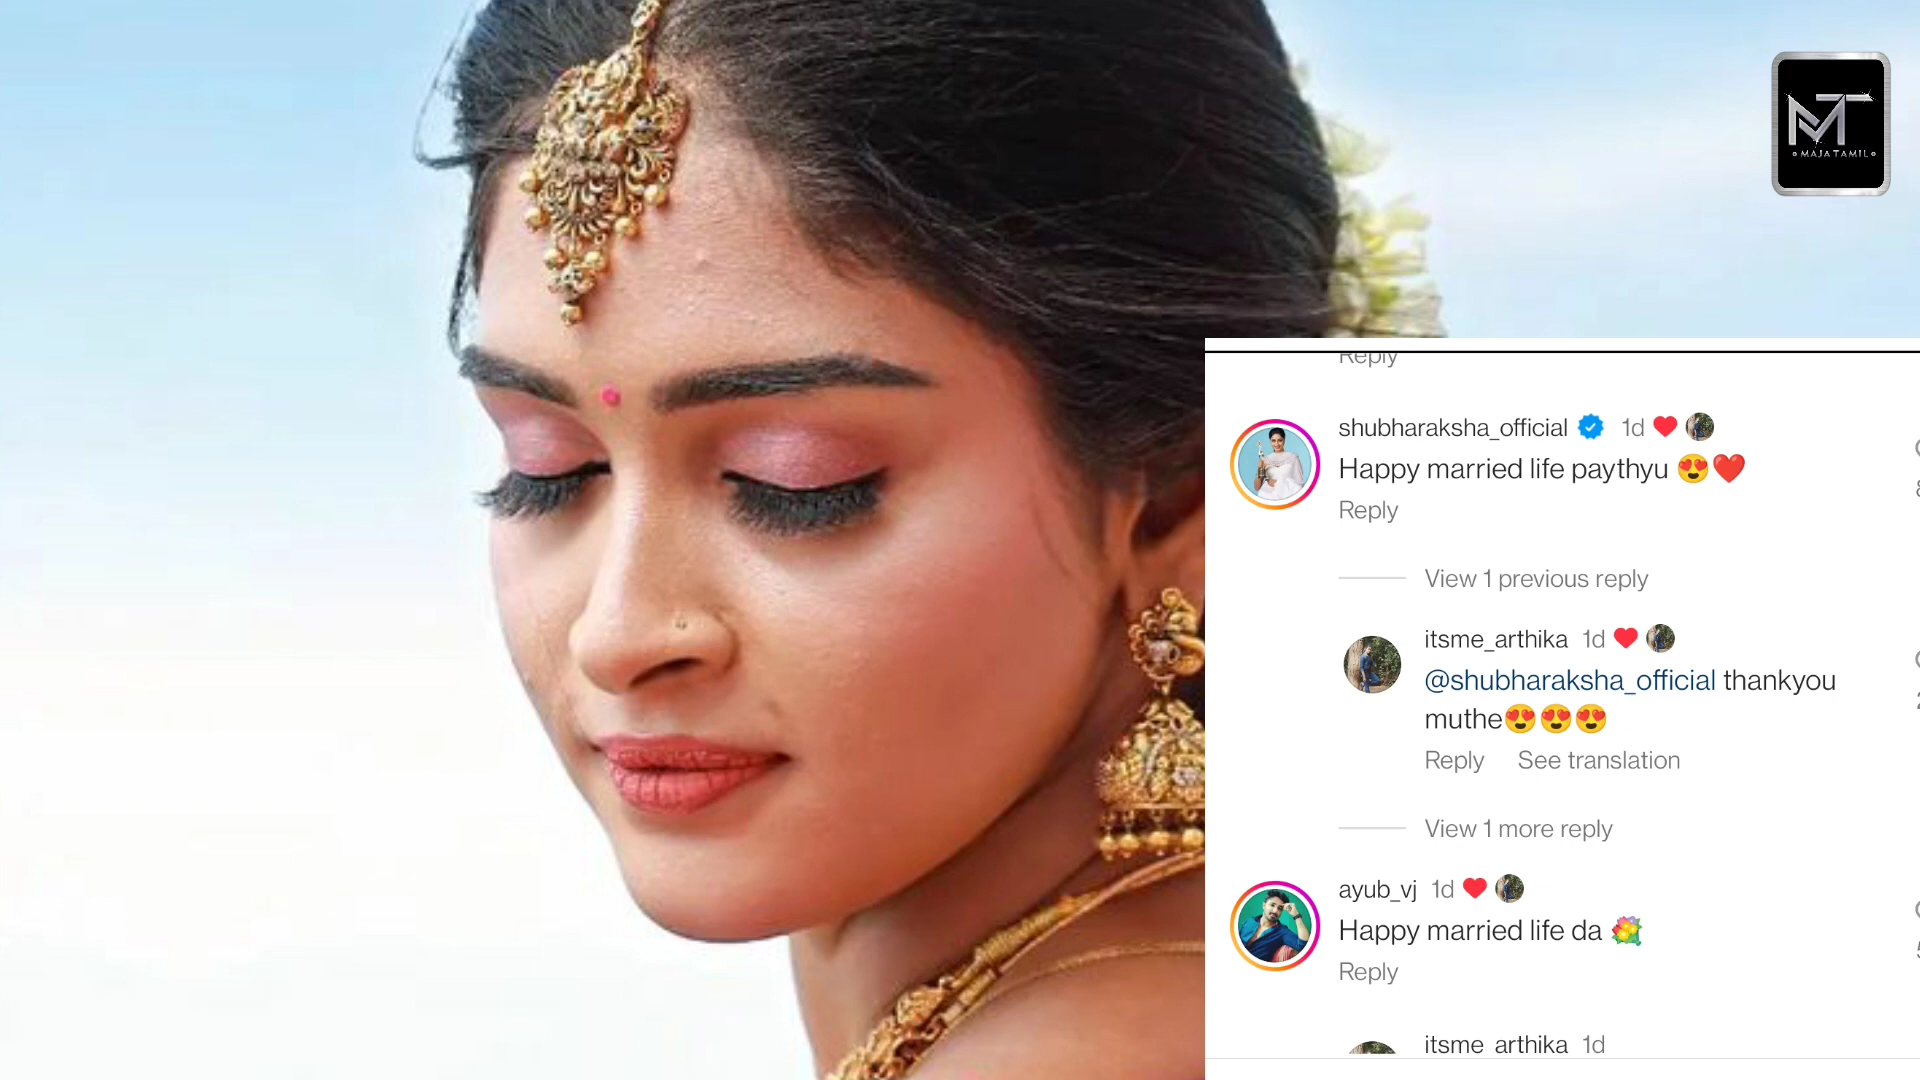 MT
MAJA TAMIL
Reply
shubharaksha_official 1d
Happy married life paythyu 😍❤️
Reply
View 1 previous reply
itsme_arthika 1d
@shubharaksha_official thankyou
muthe😍😍😍
Reply See translation
View 1 more reply
ayub_vj 1d
Happy married life da 💐
Reply
itsme_arthika 1d